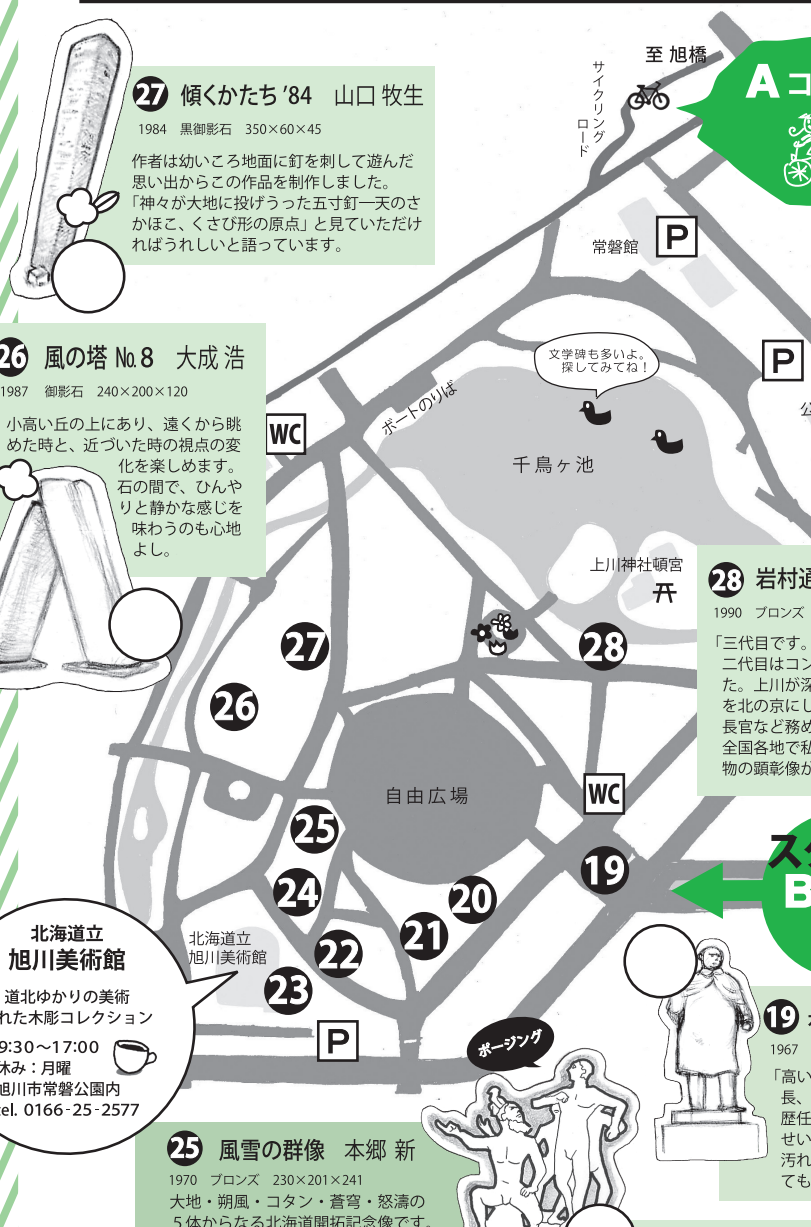 27 傾くかたち '84 山口 牧生
1984 黒御影石 350×60×45
作者は幼いころ地面に釘を刺して遊んだ
思い出からこの作品を制作しました。
「神々が大地に投げうった五寸釘―天のさ
かほこ、くさび形の原点」と見ていただけ
ればうれしいと語っています。
至 旭橋
サイクリング
ロード
A コ
常磐館
P
26 風の塔 No.8 大成 浩
1987 御影石 240×200×120
小高い丘の上にあり、遠くから眺
めた時と、近づいた時の視点の変
化を楽しめます。
石の間で、ひんや
りと静かな感じを
味わうのも心地
よし。
文学碑も多いよ。
探してみてね！
P
公
WC
ボートのりば
千鳥ヶ池
上川神社頓宮
28 岩村通
1990 ブロンズ
「三代目です。
二代目はコン
た。上川が深
を北の京にし
長官など務め
全国各地で私
物の顕彰像が
27
28
26
自由広場
WC
25
19
24
20
21
22
23
スタ
B
北海道立
旭川美術館
P
北海道立
旭川美術館
道北ゆかりの美術
れた木彫コレクション
9:30～17:00
休み：月曜
旭川市常磐公園内
tel. 0166-25-2577
ポージング
19
1967
「高い
長、
歴任
せい
汚れ
ても
25 風雪の群像 本郷 新
1970 ブロンズ 230×201×241
大地・朔風・コタン・蒼穹・怒濤の
５体からなる北海道開拓記念像です。